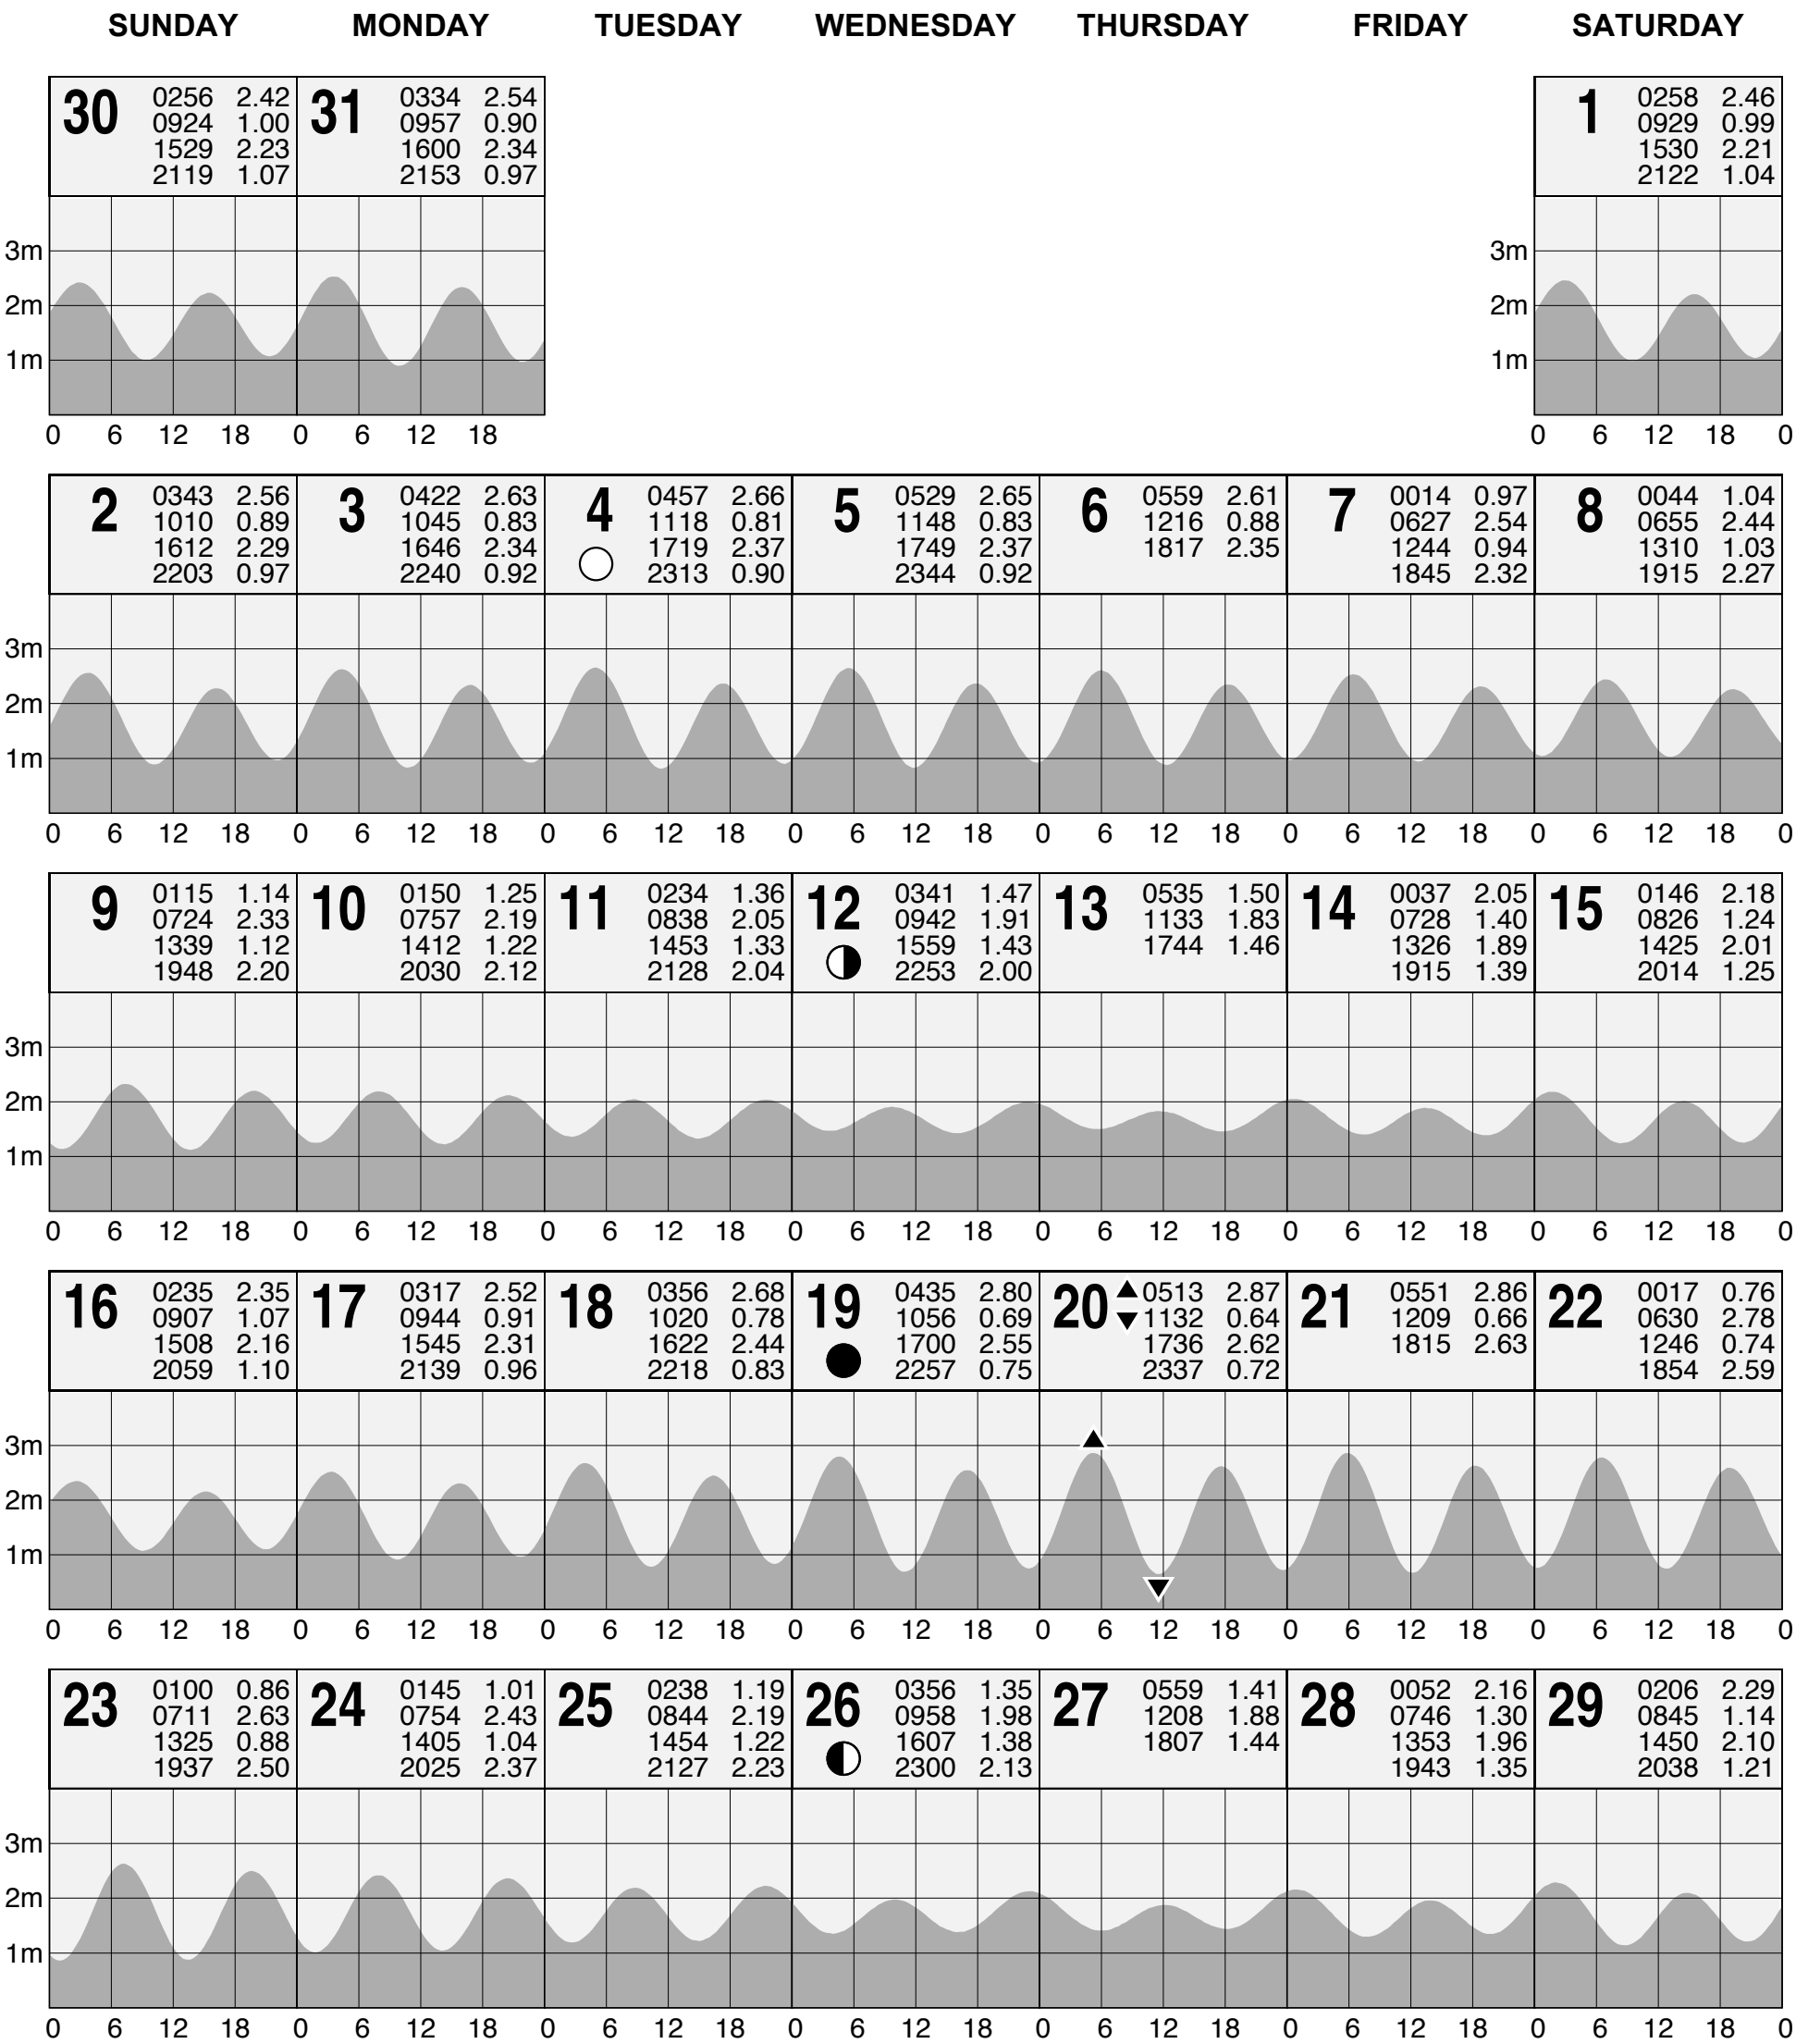 SUNDAY MONDAY TUESDAY WEDNESDAY THURSDAY FRIDAY SATURDAY
30 0256 2.42
0924 1.00
1529 2.23
2119 1.07
31 0334 2.54
0957 0.90
1600 2.34
2153 0.97
1 0258 2.46
0929 0.99
1530 2.21
2122 1.04
3m 3m
2m 2m
1m 1m
0 6 12 18 0 6 12 18 0 6 12 18 0
2 0343 2.56
1010 0.89
1612 2.29
2203 0.97
3 0422 2.63
1045 0.83
1646 2.34
2240 0.92
4 0457 2.66
1118 0.81
1719 2.37
2313 0.90
5 0529 2.65
1148 0.83
1749 2.37
2344 0.92
6 0559 2.61
1216 0.88
1817 2.35
7 0014 0.97
0627 2.54
1244 0.94
1845 2.32
8 0044 1.04
0655 2.44
1310 1.03
1915 2.27
3m
2m
1m
0 6 12 18 0 6 12 18 0 6 12 18 0 6 12 18 0 6 12 18 0 6 12 18 0 6 12 18 0
9 0115 1.14
0724 2.33
1339 1.12
1948 2.20
10 0150 1.25
0757 2.19
1412 1.22
2030 2.12
11 0234 1.36
0838 2.05
1453 1.33
2128 2.04
12 0341 1.47
0942 1.91
1559 1.43
2253 2.00
13 0535 1.50
1133 1.83
1744 1.46
14 0037 2.05
0728 1.40
1326 1.89
1915 1.39
15 0146 2.18
0826 1.24
1425 2.01
2014 1.25
3m
2m
1m
0 6 12 18 0 6 12 18 0 6 12 18 0 6 12 18 0 6 12 18 0 6 12 18 0 6 12 18 0
16 0235 2.35
0907 1.07
1508 2.16
2059 1.10
17 0317 2.52
0944 0.91
1545 2.31
2139 0.96
18 0356 2.68
1020 0.78
1622 2.44
2218 0.83
19 0435 2.80
1056 0.69
1700 2.55
2257 0.75
20 0513 2.87
1132 0.64
1736 2.62
2337 0.72
21 0551 2.86
1209 0.66
1815 2.63
22 0017 0.76
0630 2.78
1246 0.74
1854 2.59
3m
2m
1m
0 6 12 18 0 6 12 18 0 6 12 18 0 6 12 18 0 6 12 18 0 6 12 18 0 6 12 18 0
23 0100 0.86
0711 2.63
1325 0.88
1937 2.50
24 0145 1.01
0754 2.43
1405 1.04
2025 2.37
25 0238 1.19
0844 2.19
1454 1.22
2127 2.23
26 0356 1.35
0958 1.98
1607 1.38
2300 2.13
27 0559 1.41
1208 1.88
1807 1.44
28 0052 2.16
0746 1.30
1353 1.96
1943 1.35
29 0206 2.29
0845 1.14
1450 2.10
2038 1.21
3m
2m
1m
0 6 12 18 0 6 12 18 0 6 12 18 0 6 12 18 0 6 12 18 0 6 12 18 0 6 12 18 0